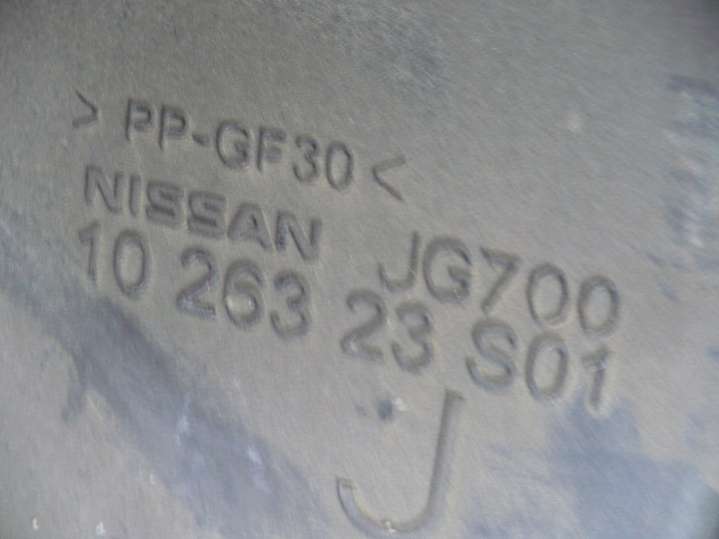 >PP-GF30<
NISSAN JG700
10 263 23 S01
J